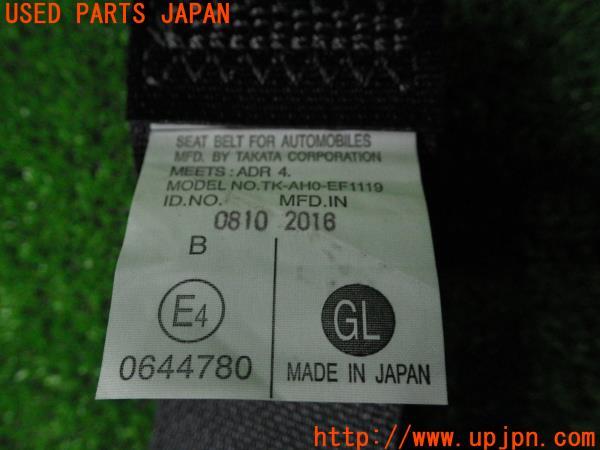 USED PARTS JAPAN
SEAT BELT FOR AUTOMOBILES
MFD. BY TAKATA CORPORATION
MEETS: ADR 4.
MODEL NO.TK-AH0-EF1119
ID.NO. MFD.IN
0810 2016
B
E4
0644780
GL
MADE IN JAPAN
http://www.upjpn.com/